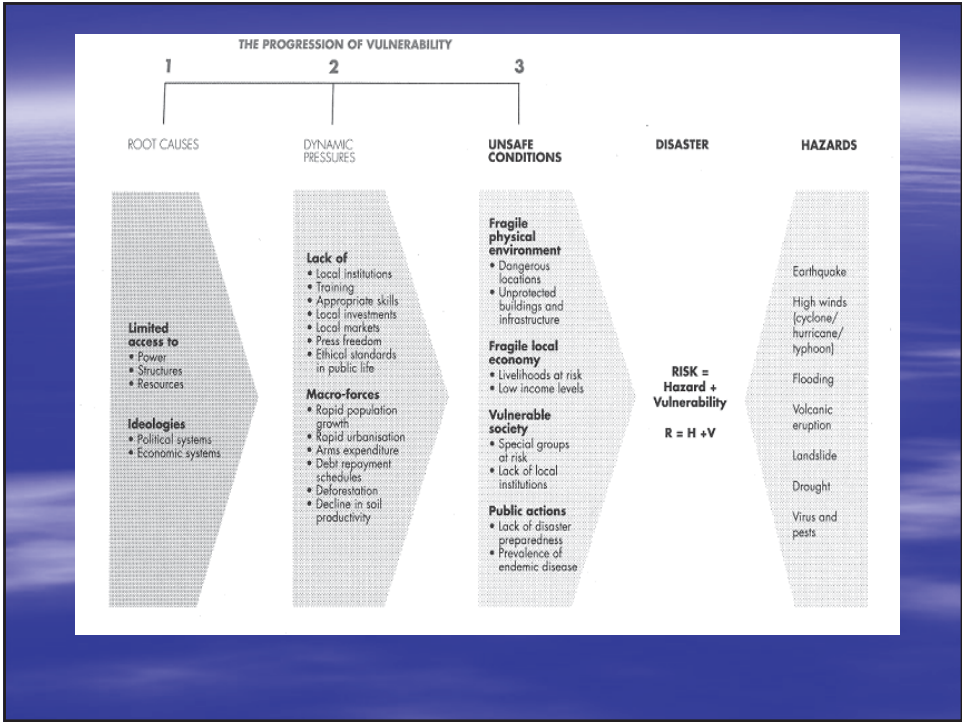 THE PROGRESSION OF VULNERABILITY
1
2
3
ROOT CAUSES
DYNAMIC
PRESSURES
UNSAFE
CONDITIONS
DISASTER
HAZARDS
Limited
access to
• Power
• Structures
• Resources
Ideologies
• Political systems
• Economic systems
Lack of
• Local institutions
• Training
• Appropriate skills
• Local investments
• Local markets
• Press freedom
• Ethical standards
in public life
Macro-forces
• Rapid population
growth
• Rapid urbanisation
• Arms expenditure
• Debt repayment
schedules
• Deforestation
• Decline in soil
productivity
Fragile
physical
environment
• Dangerous
locations
• Unprotected
buildings and
infrastructure
Fragile local
economy
• Livelihoods at risk
• Low income levels
Vulnerable
society
• Special groups
at risk
• Lack of local
institutions
Public actions
• Lack of disaster
preparedness
• Prevalence of
endemic disease
RISK =
Hazard +
Vulnerability
R = H +V
Earthquake
High winds
(cyclone/
hurricane/
typhoon)
Flooding
Volcanic
eruption
Landslide
Drought
Virus and
pests